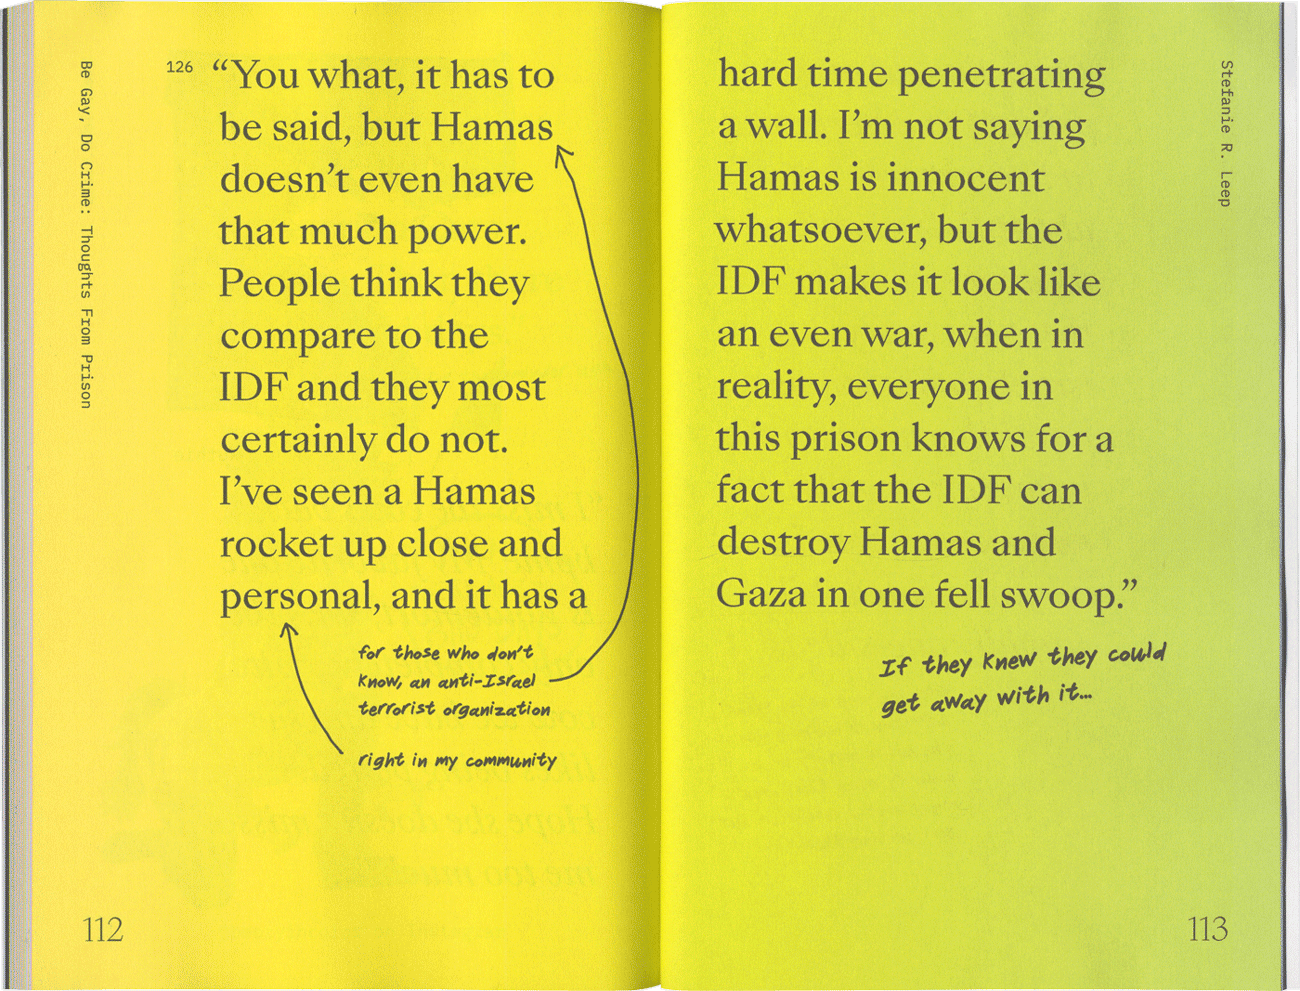 Be Gay, Do Crime: Thoughts From Prison
126
“You what, it has to
be said, but Hamas
doesn’t even have
that much power.
People think they
compare to the
IDF and they most
certainly do not.
I’ve seen a Hamas
rocket up close and
personal, and it has a
for those who don't
know, an anti-Israel
terrorist organization
right in my community
112
Stefanie R. Leep
hard time penetrating
a wall. I’m not saying
Hamas is innocent
whatsoever, but the
IDF makes it look like
an even war, when in
reality, everyone in
this prison knows for a
fact that the IDF can
destroy Hamas and
Gaza in one fell swoop.”
If they knew they could
get away with it...
113